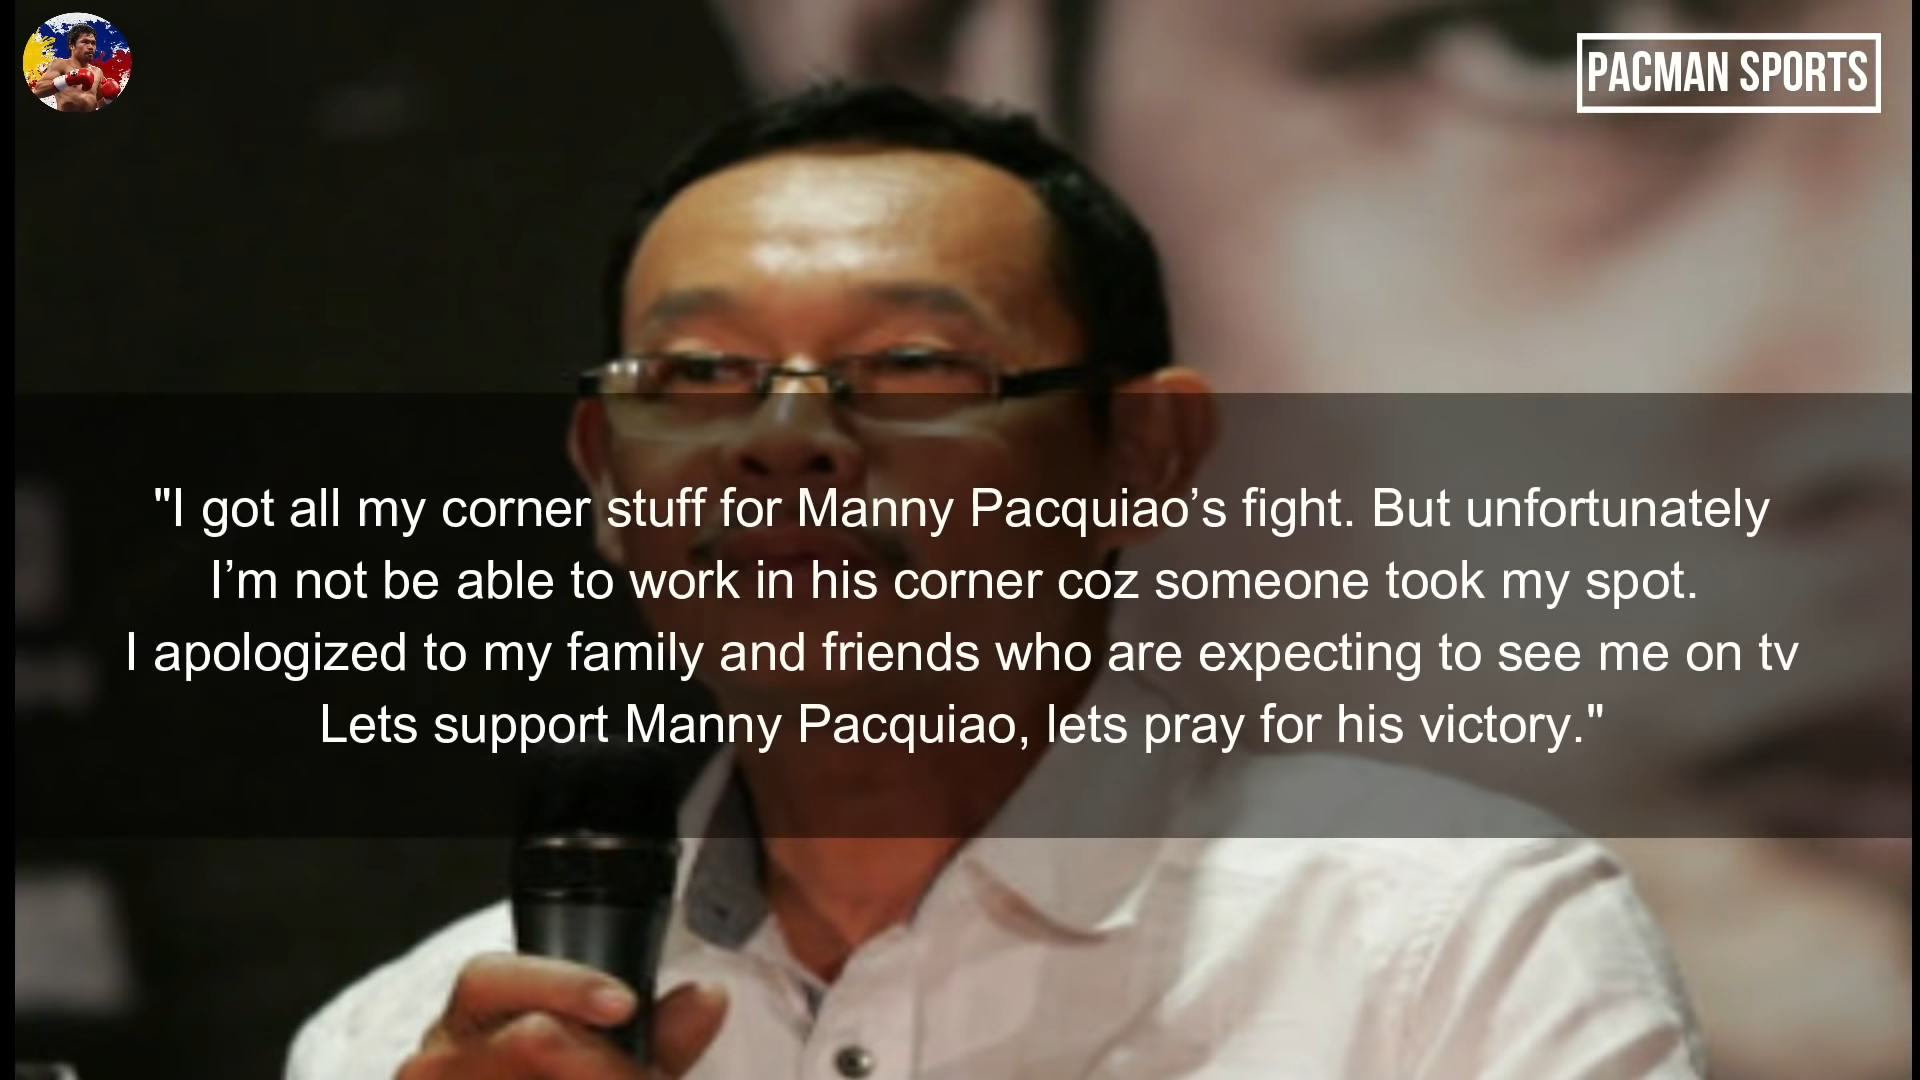 PACMAN SPORTS
"I got all my corner stuff for Manny Pacquiao’s fight. But unfortunately
I’m not be able to work in his corner coz someone took my spot.
I apologized to my family and friends who are expecting to see me on tv
Lets support Manny Pacquiao, lets pray for his victory."